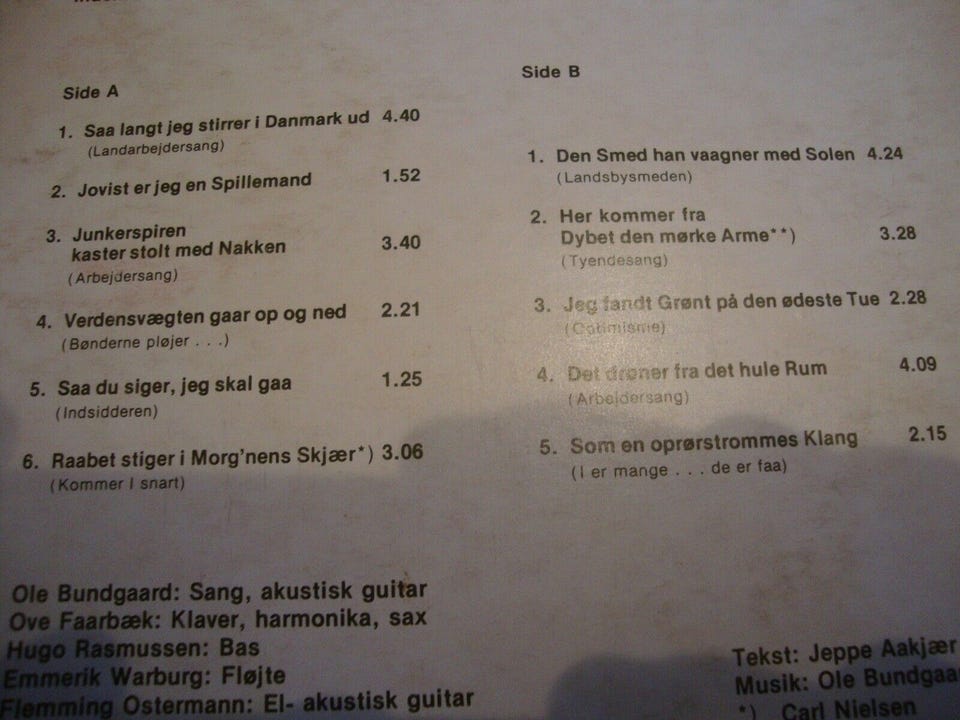 Side A
1. Saa langt jeg stirrer i Danmark ud 4.40
(Landarbejdersang)
2. Jovist er jeg en Spillemand 1.52
3. Junkerspiren
kaster stolt med Nakken 3.40
(Arbejdersang)
4. Verdensvægten gaar op og ned 2.21
(Bønderne pløjer . . .)
5. Saa du siger, jeg skal gaa 1.25
(Indsidderen)
6. Raabet stiger i Morg'nens Skjær*) 3.06
(Kommer I snart)
Side B
1. Den Smed han vaagner med Solen 4.24
(Landsbysmeden)
2. Her kommer fra
Dybet den mørke Arme**) 3.28
(Tyendesang)
3. Jeg fandt Grønt på den ødeste Tue 2.28
(Optimisme)
4. Det drøner fra det hule Rum 4.09
(Arbejdersang)
5. Som en oprørstrommes Klang 2.15
(I er mange . . . de er faa)
Ole Bundgaard: Sang, akustisk guitar
Ove Faarbæk: Klaver, harmonika, sax
Hugo Rasmussen: Bas
Emmerik Warburg: Fløjte
Flemming Ostermann: El- akustisk guitar
Tekst: Jeppe Aakjær
Musik: Ole Bundgaa
*) Carl Nielsen